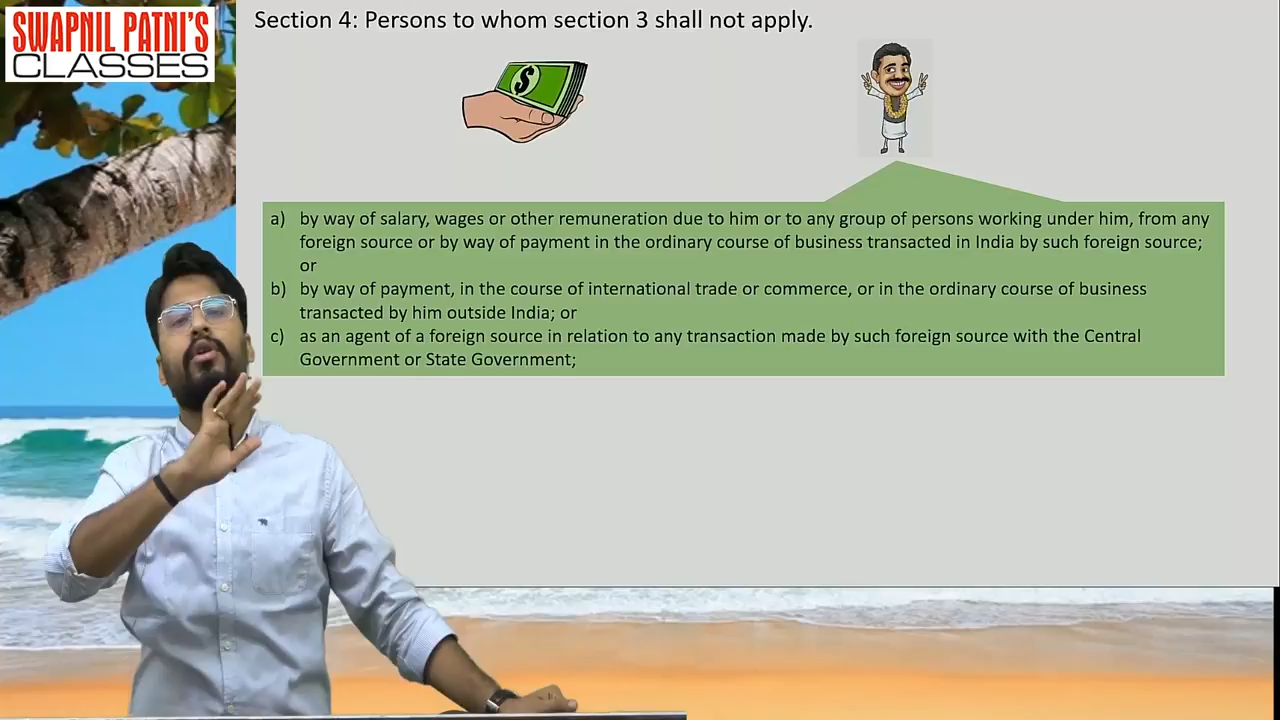 SWAPNIL PATNI'S
CLASSES
Section 4: Persons to whom section 3 shall not apply.
$
a) by way of salary, wages or other remuneration due to him or to any group of persons working under him, from any
foreign source or by way of payment in the ordinary course of business transacted in India by such foreign source;
or
b) by way of payment, in the course of international trade or commerce, or in the ordinary course of business
transacted by him outside India; or
c) as an agent of a foreign source in relation to any transaction made by such foreign source with the Central
Government or State Government;